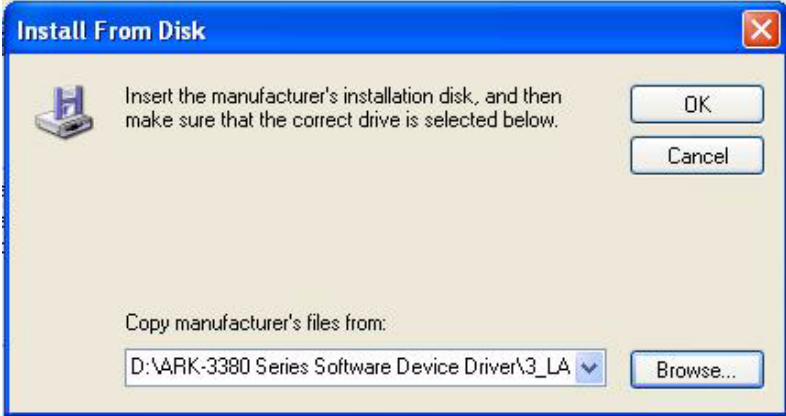 Install From Disk
Insert the manufacturer's installation disk, and then
make sure that the correct drive is selected below.
OK
Cancel
Copy manufacturer's files from:
D:\ARK-3380 Series Software Device Driver\3_LA
Browse...